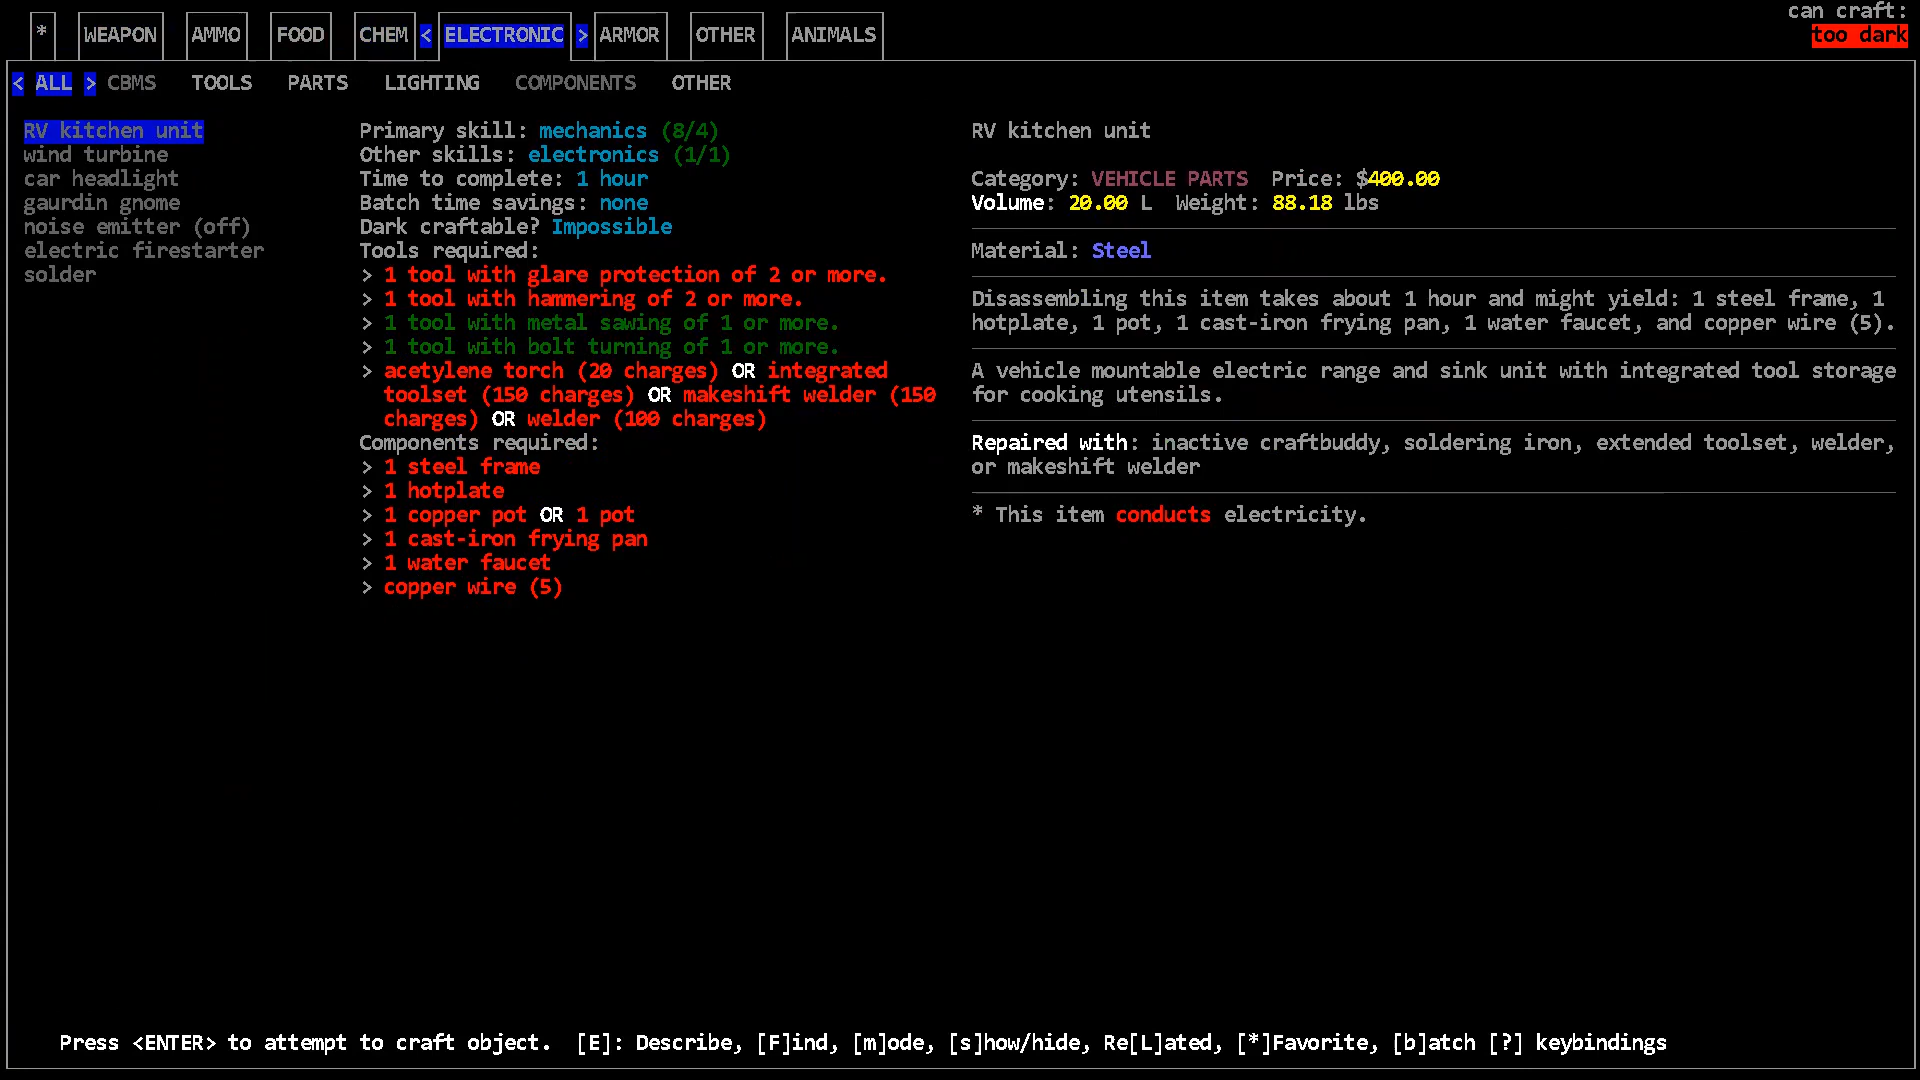 can craft:
* WEAPON AMMO FOOD CHEM < ELECTRONIC > ARMOR OTHER ANIMALS too dark
< ALL > CBMS TOOLS PARTS LIGHTING COMPONENTS OTHER
RV kitchen unit
wind turbine
car headlight
gaurdin gnome
noise emitter (off)
electric firestarter
solder
Primary skill: mechanics (8/4)
Other skills: electronics (1/1)
Time to complete: 1 hour
Batch time savings: none
Dark craftable? Impossible
Tools required:
> 1 tool with glare protection of 2 or more.
> 1 tool with hammering of 2 or more.
> 1 tool with metal sawing of 1 or more.
> 1 tool with bolt turning of 1 or more.
> acetylene torch (20 charges) OR integrated
toolset (150 charges) OR makeshift welder (150
charges) OR welder (100 charges)
Components required:
> 1 steel frame
> 1 hotplate
> 1 copper pot OR 1 pot
> 1 cast-iron frying pan
> 1 water faucet
> copper wire (5)
RV kitchen unit
Category: VEHICLE PARTS Price: $400.00
Volume: 20.00 L Weight: 88.18 lbs
Material: Steel
Disassembling this item takes about 1 hour and might yield: 1 steel frame, 1
hotplate, 1 pot, 1 cast-iron frying pan, 1 water faucet, and copper wire (5).
A vehicle mountable electric range and sink unit with integrated tool storage
for cooking utensils.
Repaired with: inactive craftbuddy, soldering iron, extended toolset, welder,
or makeshift welder
* This item conducts electricity.
Press <ENTER> to attempt to craft object. [E]: Describe, [F]ind, [m]ode, [s]how/hide, Re[L]ated, [*]Favorite, [b]atch [?] keybindings